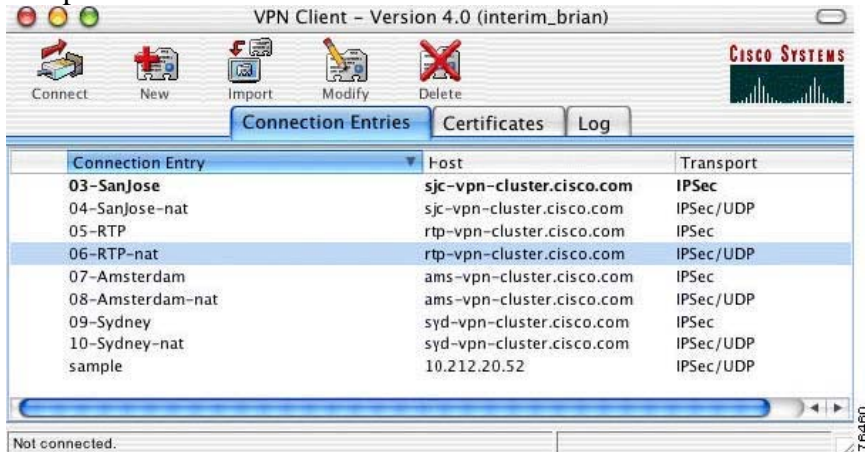 VPN Client - Version 4.0 (interim_brian)
Connect New Import Modify Delete
CISCO SYSTEMS
Connection Entries Certificates Log
Connection Entry Host Transport
03-SanJose sjc-vpn-cluster.cisco.com IPSec
04-SanJose-nat sjc-vpn-cluster.cisco.com IPSec/UDP
05-RTP rtp-vpn-cluster.cisco.com IPSec
06-RTP-nat rtp-vpn-cluster.cisco.com IPSec/UDP
07-Amsterdam ams-vpn-cluster.cisco.com IPSec
08-Amsterdam-nat ams-vpn-cluster.cisco.com IPSec/UDP
09-Sydney syd-vpn-cluster.cisco.com IPSec
10-Sydney-nat syd-vpn-cluster.cisco.com IPSec/UDP
sample 10.212.20.52 IPSec/UDP
Not connected.